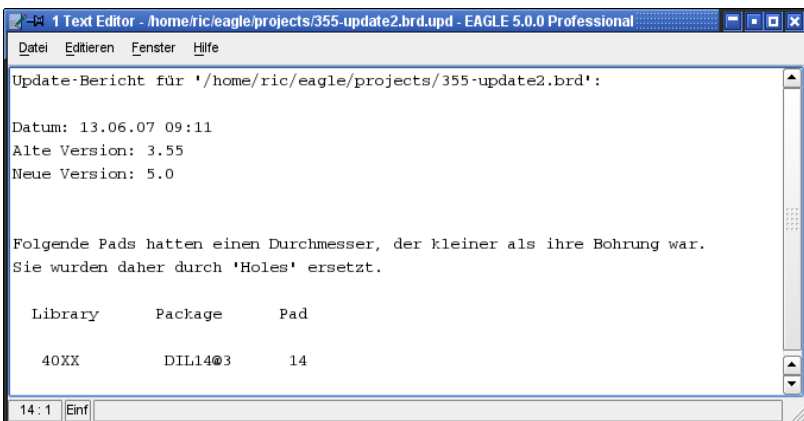 1 Text Editor - /home/ric/eagle/projects/355-update2.brd.upd - EAGLE 5.0.0 Professional
Datei Editieren Fenster Hilfe
Update-Bericht für '/home/ric/eagle/projects/355-update2.brd':
Datum: 13.06.07 09:11
Alte Version: 3.55
Neue Version: 5.0
Folgende Pads hatten einen Durchmesser, der kleiner als ihre Bohrung war.
Sie wurden daher durch 'Holes' ersetzt.
Library Package Pad
40XX DIL14@3 14
14:1 Einf